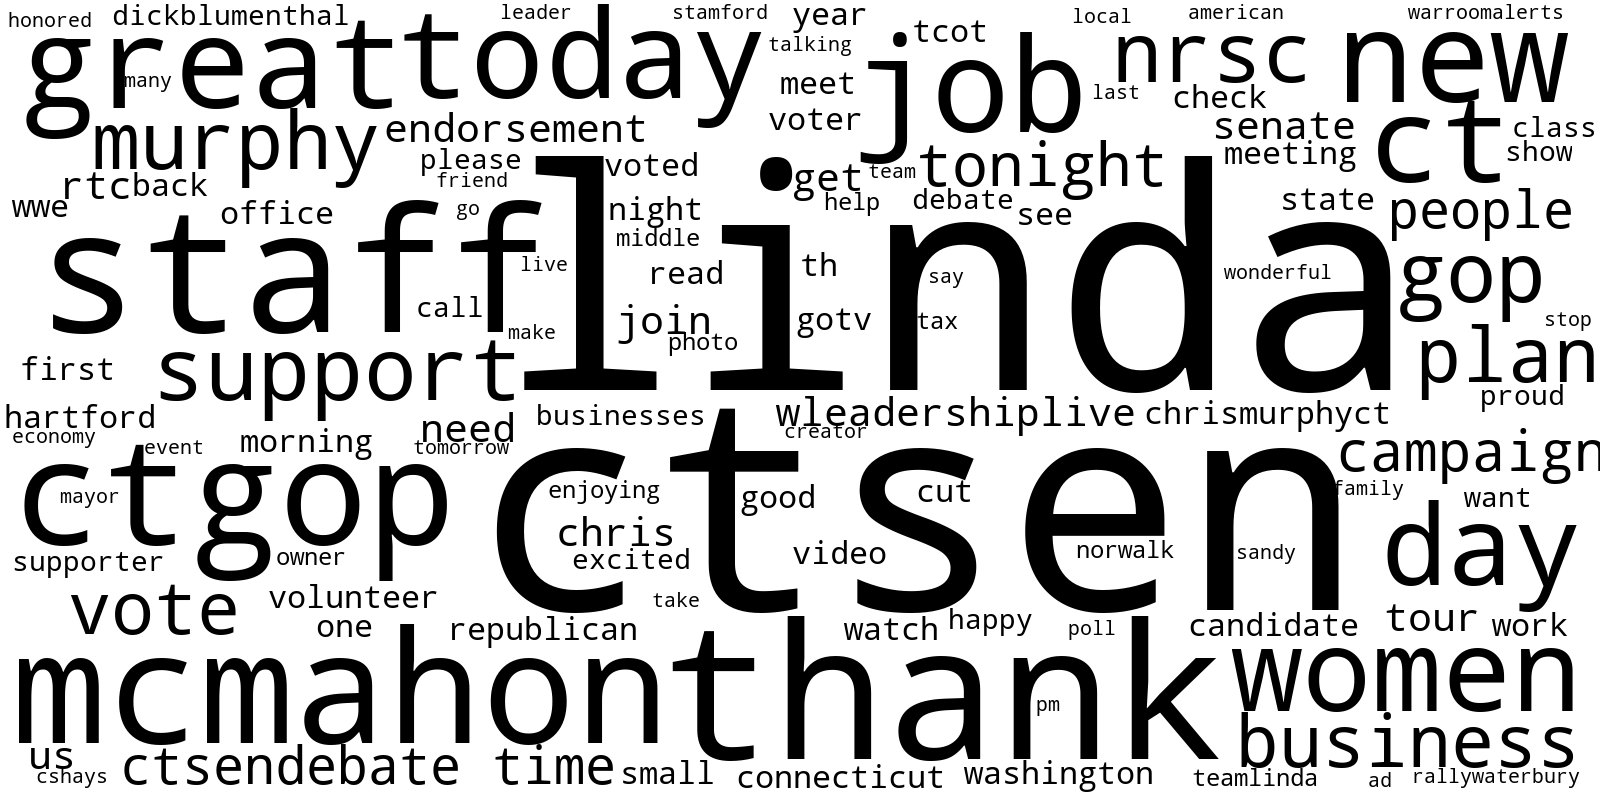 honored dickblumenthal leader stamford year local american warroomalerts
great today talking tcot job nrsc new
many meet last check
murphy endorsement voter senate ct class
please voted tonight meeting show
rtc back friend get team
wwe office go night help debate see state people
staff linda middle
live read th say wonderful gop
call join gotv tax stop
make photo plan
first support proud
hartford need businesses wleadershiplive chrismurphyct
economy event morning tomorrow creator campaign
ctgop ctsen family
mayor enjoying good cut want
chris day
supporter owner excited video norwalk sandy
vote volunteer take
one republican watch happy poll candidate tour work
mcmahon thank women
pm business
us
cshays ctsendebate time small connecticut washington teamlinda ad rallywaterbury